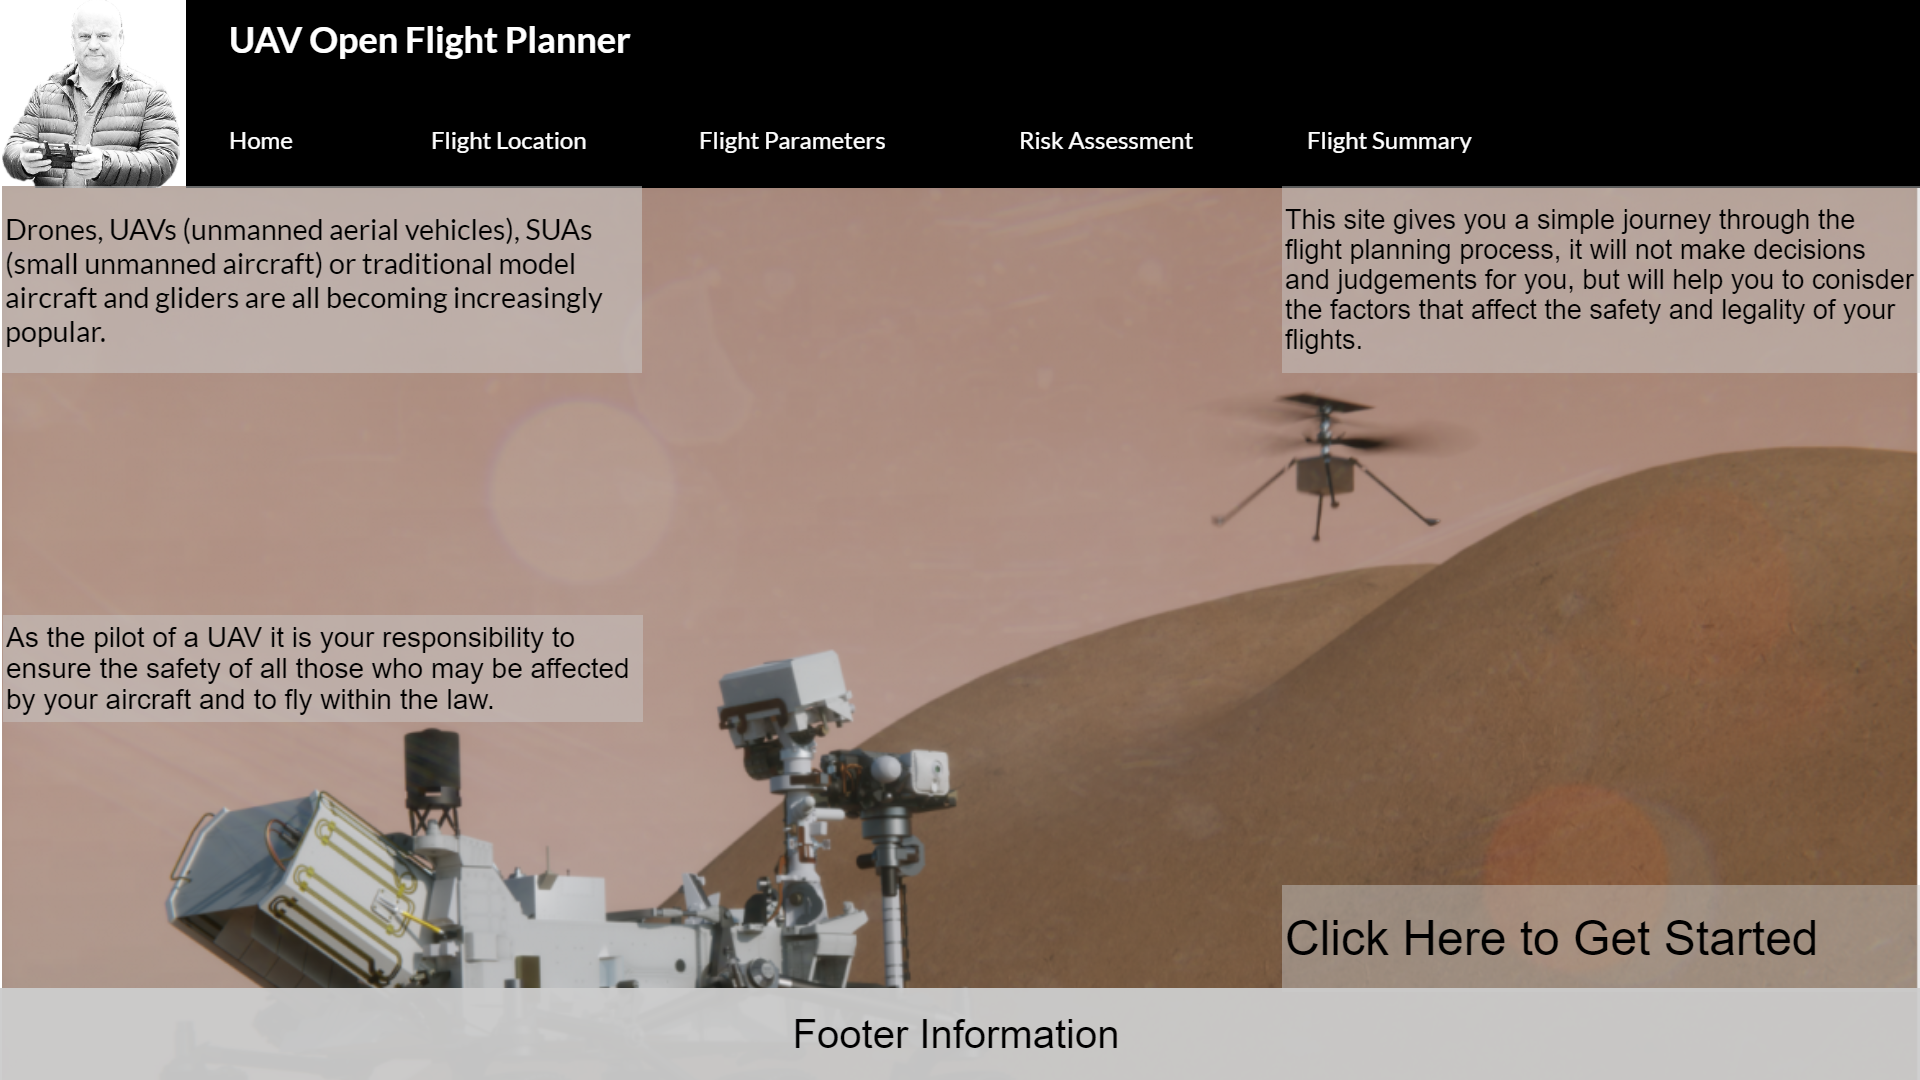 UAV Open Flight Planner
Home
Flight Location
Flight Parameters
Risk Assessment
Flight Summary
Drones, UAVs (unmanned aerial vehicles), SUAs
(small unmanned aircraft) or traditional model
aircraft and gliders are all becoming increasingly
popular.
This site gives you a simple journey through the
flight planning process, it will not make decisions
and judgements for you, but will help you to conisder
the factors that affect the safety and legality of your
flights.
As the pilot of a UAV it is your responsibility to
ensure the safety of all those who may be affected
by your aircraft and to fly within the law.
Click Here to Get Started
Footer Information